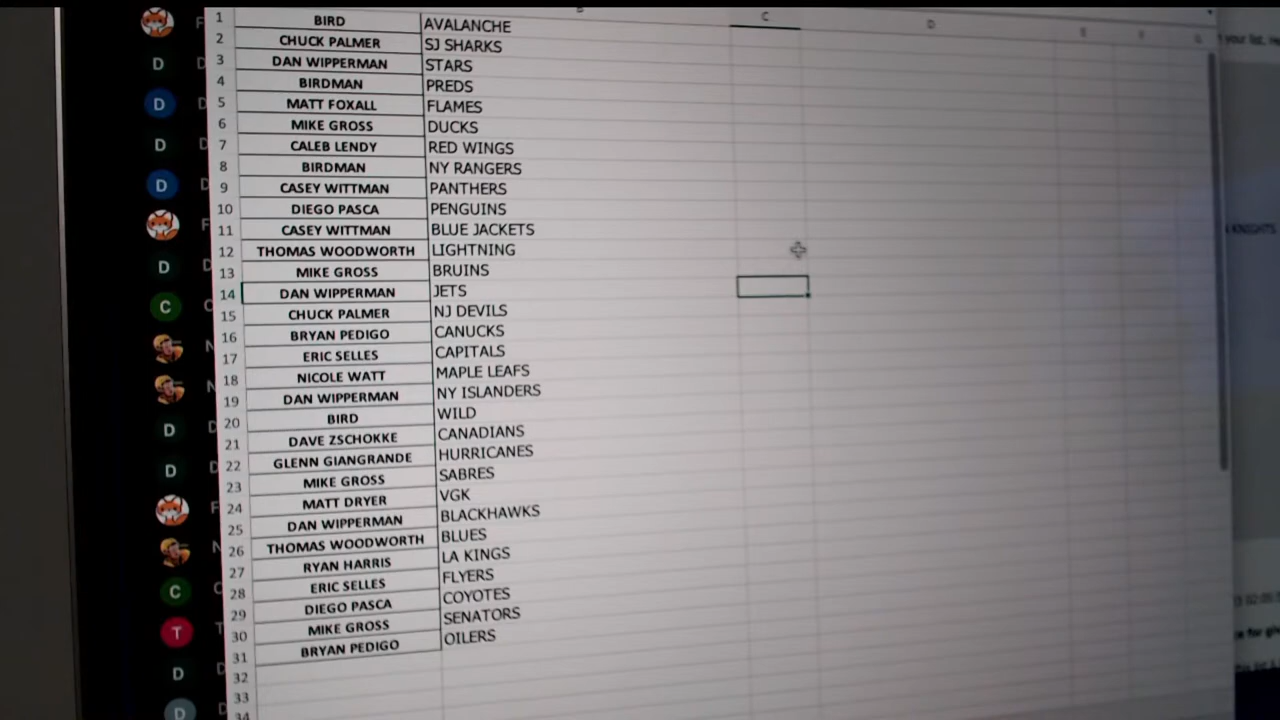 B
C
D
E
F
G
1 BIRD AVALANCHE
2 CHUCK PALMER SJ SHARKS
3 DAN WIPPERMAN STARS
4 BIRDMAN PREDS
5 MATT FOXALL FLAMES
6 MIKE GROSS DUCKS
7 CALEB LENDY RED WINGS
8 BIRDMAN NY RANGERS
9 CASEY WITTMAN PANTHERS
10 DIEGO PASCA PENGUINS
11 CASEY WITTMAN BLUE JACKETS
12 THOMAS WOODWORTH LIGHTNING
13 MIKE GROSS BRUINS
14 DAN WIPPERMAN JETS
15 CHUCK PALMER NJ DEVILS
16 BRYAN PEDIGO CANUCKS
17 ERIC SELLES CAPITALS
18 NICOLE WATT MAPLE LEAFS
19 DAN WIPPERMAN NY ISLANDERS
20 BIRD WILD
21 DAVE ZSCHOKKE CANADIANS
22 GLENN GIANGRANDE HURRICANES
23 MIKE GROSS SABRES
24 MATT DRYER VGK
25 DAN WIPPERMAN BLACKHAWKS
26 THOMAS WOODWORTH BLUES
27 RYAN HARRIS LA KINGS
28 ERIC SELLES FLYERS
29 DIEGO PASCA COYOTES
30 MIKE GROSS SENATORS
31 BRYAN PEDIGO OILERS
32
33
34
D
D
D
D
D
C
D
D
C
T
D
D
your list
KNIGHTS